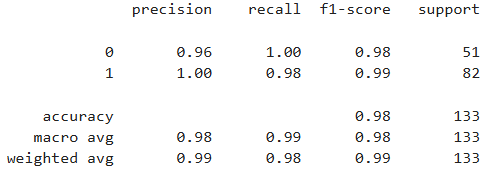 precision recall f1-score support
0 0.96 1.00 0.98 51
1 1.00 0.98 0.99 82
accuracy 0.98 133
macro avg 0.98 0.99 0.98 133
weighted avg 0.99 0.98 0.99 133